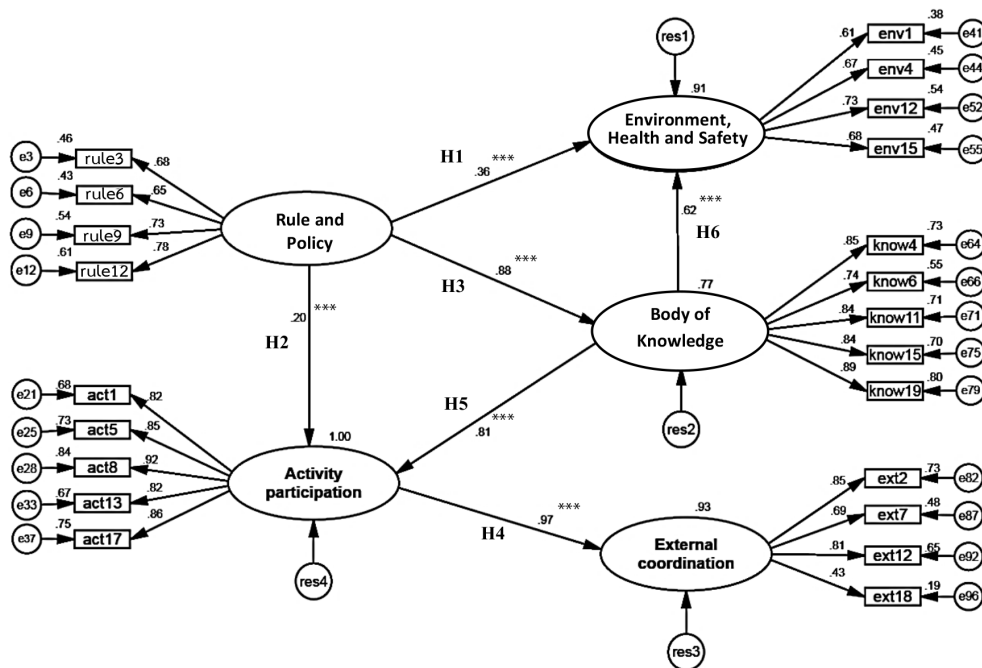 res1
.91
Environment,
Health and Safety
.61
.67
.73
.68
env1
.38
e41
env4
.45
e44
env12
.54
e52
env15
.47
e55
e3
.46
rule3
.68
e6
.43
rule6
.65
e9
.54
rule9
.73
e12
.61
rule12
.78
Rule and
Policy
H1
.36 ***
H3
.88 ***
.62 ***
H6
.20 ***
H2
.77
Body of
Knowledge
res2
.85
know4
.73
e64
.74
know6
.55
e66
.84
know11
.71
e71
.84
know15
.70
e75
.89
know19
.80
e79
H5
.81 ***
e21
.68
act1
.82
e25
.73
act5
.85
e28
.84
act8
.92
e33
.67
act13
.82
e37
.75
act17
.86
1.00
Activity
participation
res4
H4
.97 ***
.93
External
coordination
res3
.85
ext2
.73
e82
.69
ext7
.48
e87
.81
ext12
.65
e92
.43
ext18
.19
e96